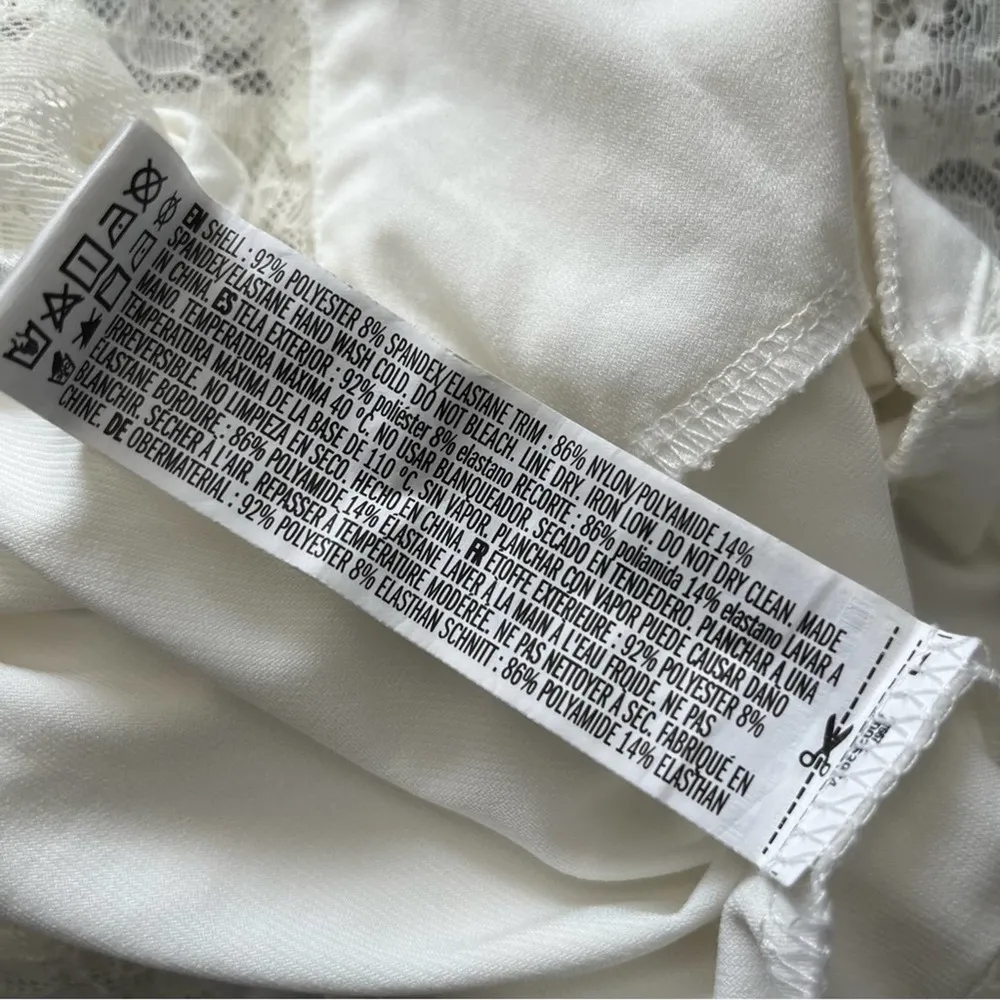 EN SHELL : 92% POLYESTER 8% SPANDEX/ELASTANE TRIM : 86% NYLON/POLYAMIDE 14%
SPANDEX/ELASTANE HAND WASH COLD. DO NOT BLEACH. LINE DRY. IRON LOW. DO NOT DRY CLEAN. MADE
IN CHINA. ES TELA EXTERIOR : 92% poliéster 8% elastano RECORTE : 86% poliamida 14% elastano LAVAR A
MANO. TEMPERATURA MÁXIMA 40 ºC. NO USAR BLANQUEADOR. SECADO EN TENDEDERO. PLANCHAR A UNA
TEMPERATURA MÁXIMA DE LA BASE DE 110 ºC, SIN VAPOR. PLANCHAR CON VAPOR PUEDE CAUSAR DAÑO
IRREVERSIBLE. NO LIMPIEZA EN SECO. HECHO EN CHINA. FR ÉTOFFE EXTERIEURE : 92% POLYESTER 8%
ÉLASTANE BORDURE : 86% POLYAMIDE 14% ÉLASTANE LAVER À LA MAIN À L'EAU FROIDE. NE PAS
BLANCHIR. SÉCHER À L'AIR. REPASSER À TEMPÉRATURE MODÉRÉE. NE PAS NETTOYER À SEC. FABRIQUÉ EN
CHINE. DE OBERMATERIAL : 92% POLYESTER 8% ELASTHAN SCHNITT : 86% POLYAMIDE 14% ELASTHAN